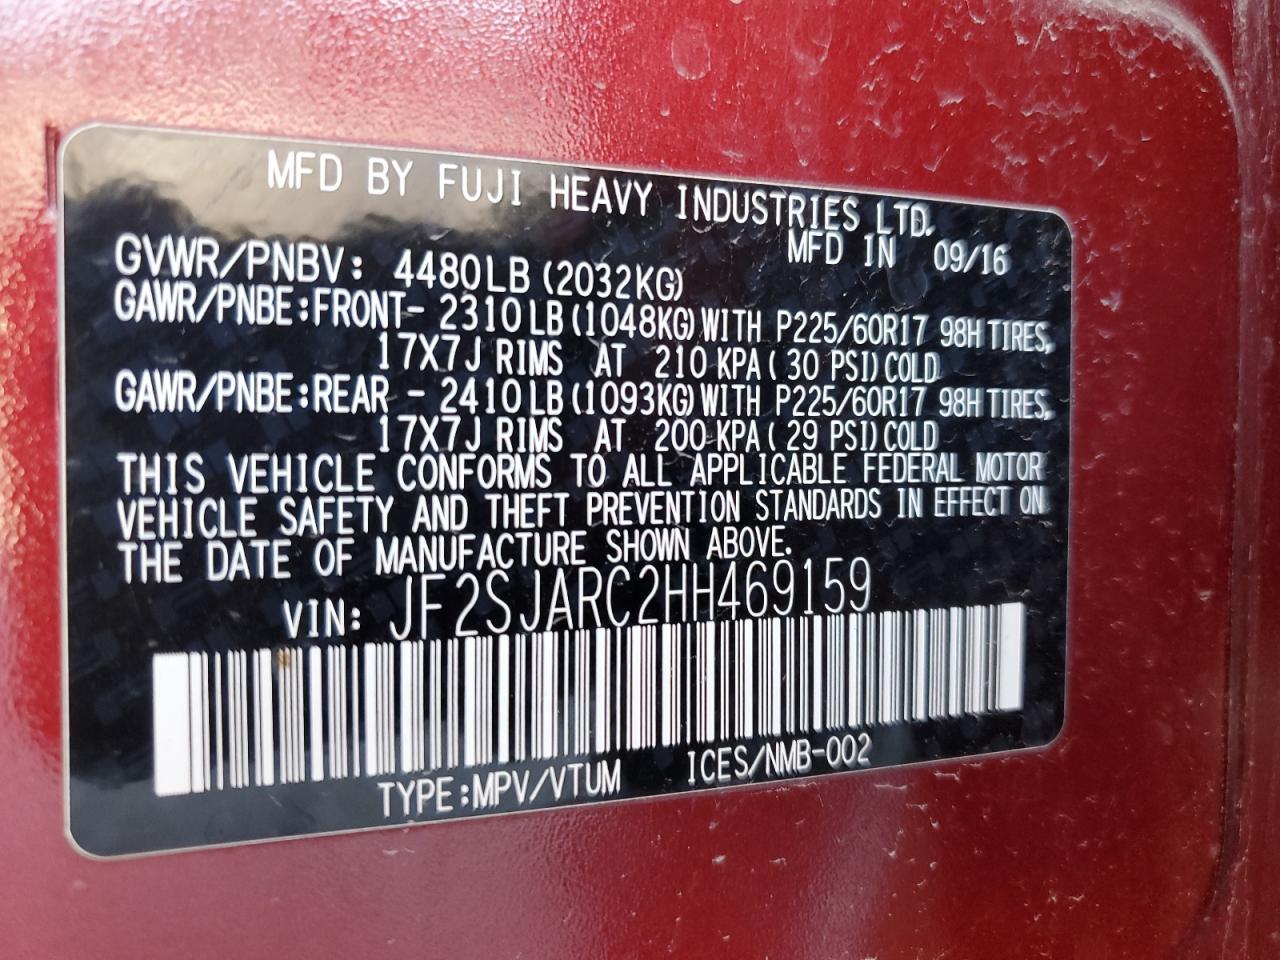 MFD BY FUJI HEAVY INDUSTRIES LTD.
MFD IN 09/16
GVWR/PNBV: 4480LB (2032KG)
GAWR/PNBE:FRONT- 2310LB(1048KG)WITH P225/60R17 98H TIRES,
17X7J RIMS AT 210 KPA( 30 PSI)COLD
GAWR/PNBE:REAR - 2410LB(1093KG)WITH P225/60R17 98H TIRES,
17X7J RIMS AT 200 KPA( 29 PSI)COLD
THIS VEHICLE CONFORMS TO ALL APPLICABLE FEDERAL MOTOR
VEHICLE SAFETY AND THEFT PREVENTION STANDARDS IN EFFECT ON
THE DATE OF MANUFACTURE SHOWN ABOVE.
VIN: JF2SJARC2HH469159
TYPE:MPV/VTUM ICES/NMB-002